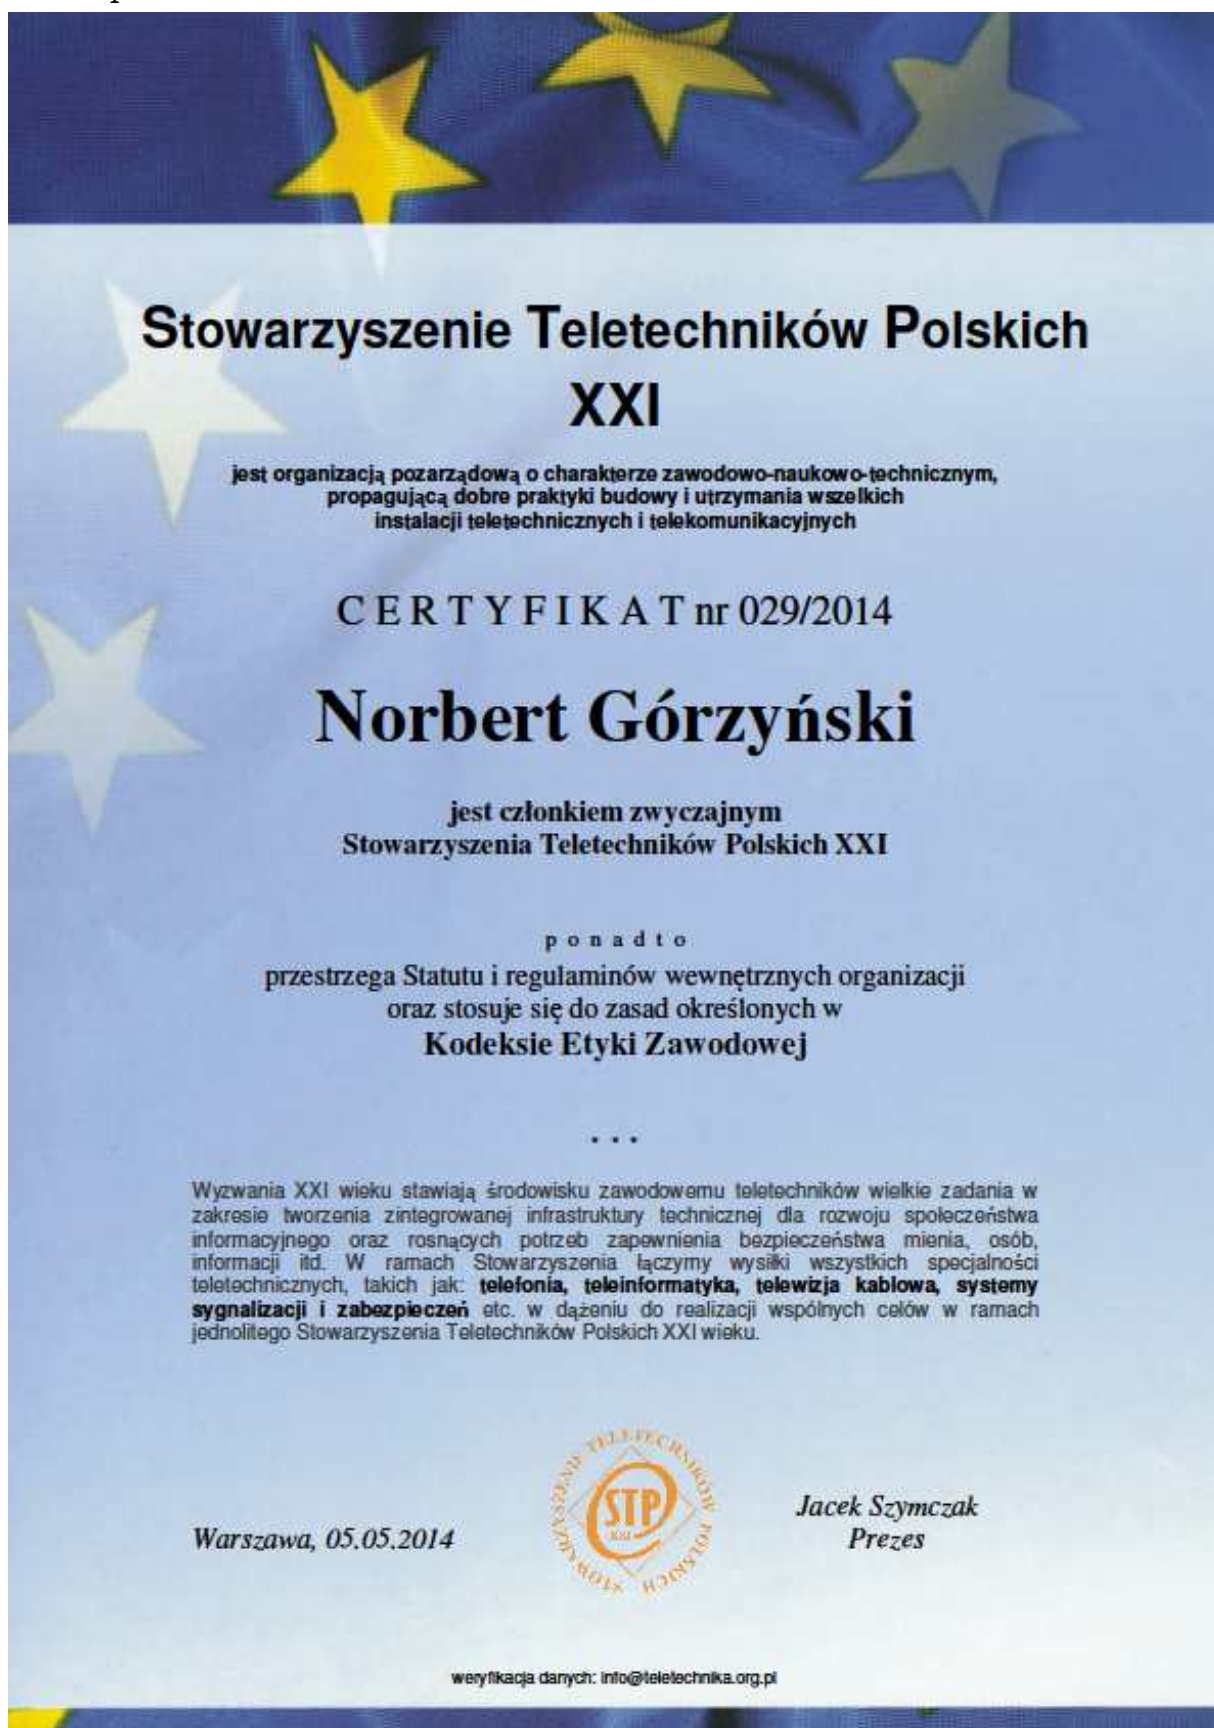 Stowarzyszenie Teletechników Polskich
XXI
jest organizacją pozarządową o charakterze zawodowo-naukowo-technicznym,
propagującą dobre praktyki budowy i utrzymania wszelkich
instalacji teletechnicznych i telekomunikacyjnych
C E R T Y F I K A T nr 029/2014
Norbert Górzyński
jest członkiem zwyczajnym
Stowarzyszenia Teletechników Polskich XXI
p o n a d t o
przestrzega Statutu i regulaminów wewnętrznych organizacji
oraz stosuje się do zasad określonych w
Kodeksie Etyki Zawodowej
. . .
Wyzwania XXI wieku stawiają środowisku zawodowemu teletechników wielkie zadania w
zakresie tworzenia zintegrowanej infrastruktury technicznej dla rozwoju społeczeństwa
informacyjnego oraz rosnących potrzeb zapewnienia bezpieczeństwa mienia, osób,
informacji itd. W ramach Stowarzyszenia łączymy wysiłki wszystkich specjalności
teletechnicznych, takich jak: telefonia, teleinformatyka, telewizja kablowa, systemy
sygnalizacji i zabezpieczeń etc. w dążeniu do realizacji wspólnych celów w ramach
jednolitego Stowarzyszenia Teletechników Polskich XXI wieku.
STOWARZYSZENIE TELETECHNIKÓW POLSKICH
STP
XXI
Jacek Szymczak
Prezes
Warszawa, 05.05.2014
weryfikacja danych: info@teletechnika.org.pl